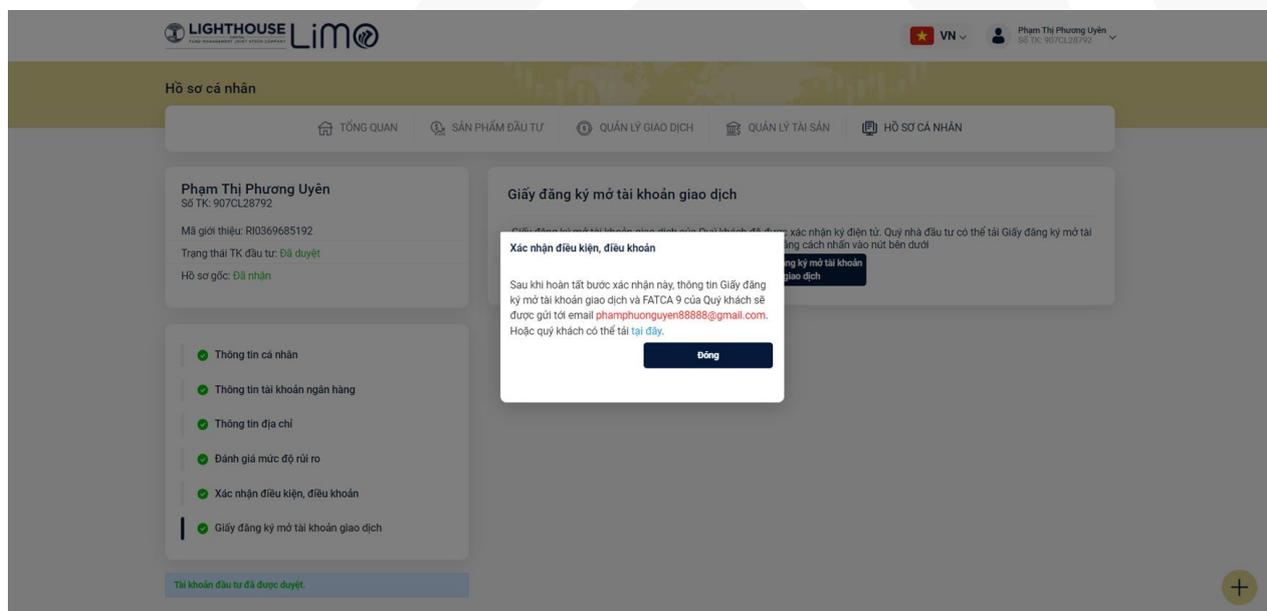 LIGHTHOUSE LiMO
CAPITAL
FUND MANAGEMENT JOINT STOCK COMPANY
VN
Phạm Thị Phương Uyên
Số TK: 907CL28792
Hồ sơ cá nhân
TỔNG QUAN
SẢN PHẨM ĐẦU TƯ
QUẢN LÝ GIAO DỊCH
QUẢN LÝ TÀI SẢN
HỒ SƠ CÁ NHÂN
Phạm Thị Phương Uyên
Số TK: 907CL28792
Mã giới thiệu: RI0369685192
Trạng thái TK đầu tư: Đã duyệt
Hồ sơ gốc: Đã nhận
Thông tin cá nhân
Thông tin tài khoản ngân hàng
Thông tin địa chỉ
Đánh giá mức độ rủi ro
Xác nhận điều kiện, điều khoản
Giấy đăng ký mở tài khoản giao dịch
Tài khoản đầu tư đã được duyệt.
Giấy đăng ký mở tài khoản giao dịch
xác nhận ký điện tử. Quý nhà đầu tư có thể tải Giấy đăng ký mở tài
cách nhấn vào nút bên dưới
ký mở tài khoản
giao dịch
Xác nhận điều kiện, điều khoản
Sau khi hoàn tất bước xác nhận này, thông tin Giấy đăng
ký mở tài khoản giao dịch và FATCA 9 của Quý khách sẽ
được gửi tới email phamphuonguyen88888@gmail.com.
Hoặc quý khách có thể tải tại đây.
Đóng